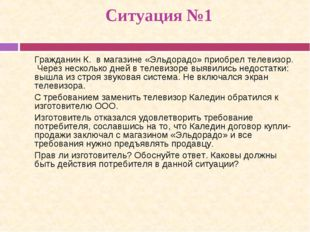 Ситуация №1
Гражданин К.  в магазине «Эльдорадо» приобрел телевизор.
Через несколько дней в телевизоре выявились недостатки:
вышла из строя звуковая система. Не включался экран
телевизора.
С требованием заменить телевизор Каледин обратился к
изготовителю ООО.
Изготовитель отказался удовлетворить требование
потребителя, сославшись на то, что Каледин договор купли-
продажи заключал с магазином «Эльдорадо» и все
требования нужно предъявлять продавцу.
Прав ли изготовитель? Обоснуйте ответ. Каковы должны
быть действия потребителя в данной ситуации?